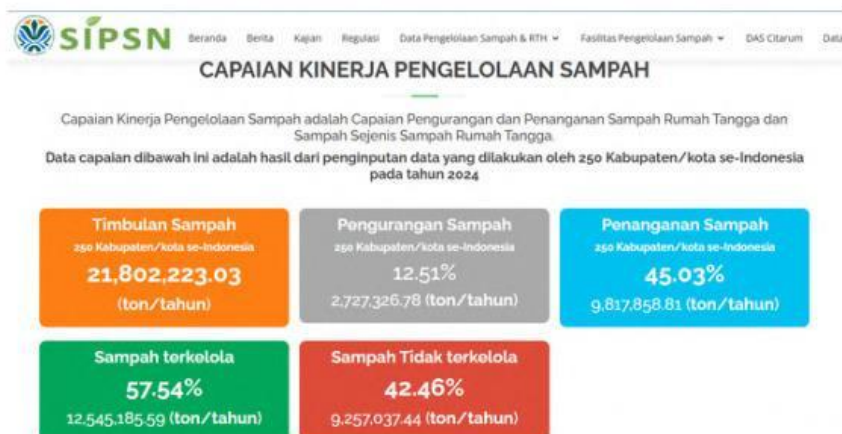 SIPSN Beranda Berita Kajian Regulasi Data Pengelolaan Sampah & RTH Fasilitas Pengelolaan Sampah DAS Citarum Data
CAPAIAN KINERJA PENGELOLAAN SAMPAH
Capaian Kinerja Pengelolaan Sampah adalah Capaian Pengurangan dan Penanganan Sampah Rumah Tangga dan
Sampah Sejenis Sampah Rumah Tangga.
Data capaian dibawah ini adalah hasil dari penginputan data yang dilakukan oleh 250 Kabupaten/kota se-Indonesia
pada tahun 2024
Timbulan Sampah
250 Kabupaten/kota se-Indonesia
21,802,223.03
(ton/tahun)
Pengurangan Sampah
250 Kabupaten/kota se-Indonesia
12.51%
2,727,326.78 (ton/tahun)
Penanganan Sampah
250 Kabupaten/kota se-Indonesia
45.03%
9,817,858.81 (ton/tahun)
Sampah terkelola
57.54%
12,545,185.59 (ton/tahun)
Sampah Tidak terkelola
42.46%
9,257,037.44 (ton/tahun)